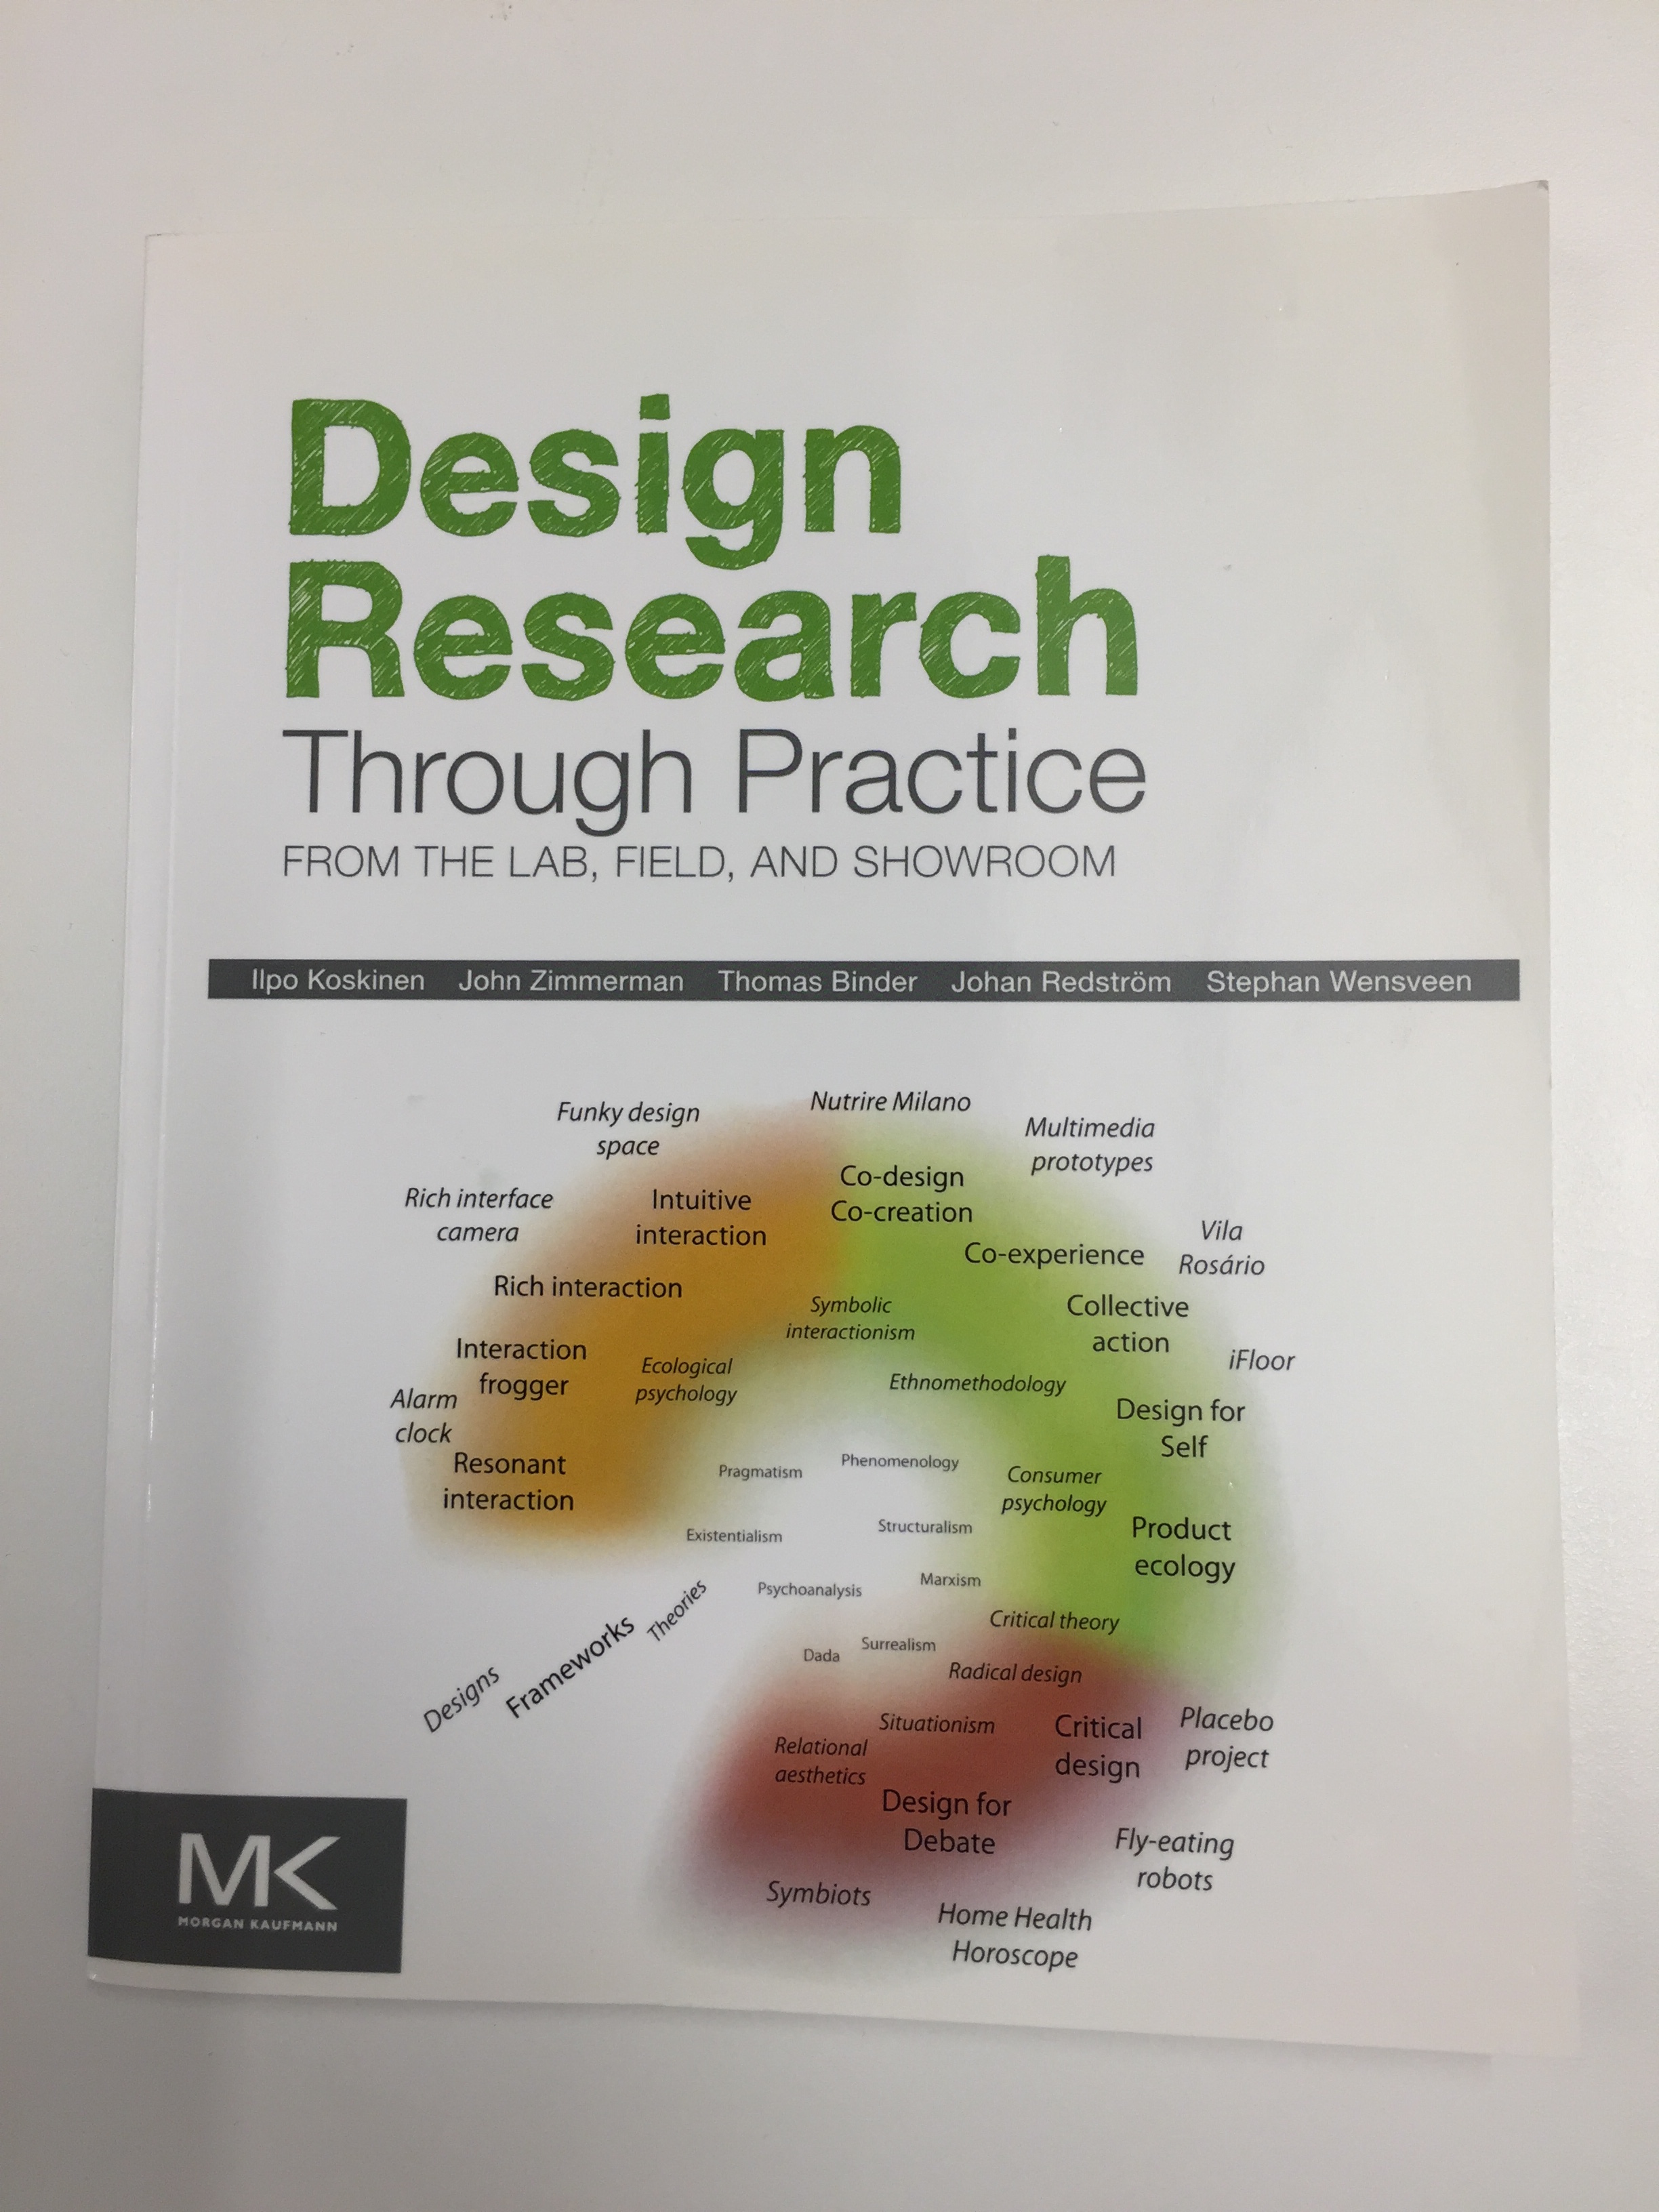 Design
Research
Through Practice
FROM THE LAB, FIELD, AND SHOWROOM
Ilpo Koskinen John Zimmerman Thomas Binder Johan Redström Stephan Wensveen
Funky design
space
Nutrire Milano
Multimedia
prototypes
Rich interface
camera
Intuitive
interaction
Co-design
Co-creation
Co-experience
Vila
Rosário
Rich interaction
Symbolic
interactionism
Collective
action
Interaction
frogger
Ecological
psychology
Ethnomethodology
iFloor
Alarm
clock
Design for
Self
Resonant
interaction
Pragmatism
Phenomenology
Consumer
psychology
Existentialism
Structuralism
Product
ecology
Psychoanalysis
Marxism
Theories
Frameworks
Designs
Critical theory
Dada
Surrealism
Radical design
Situationism
Critical
design
Placebo
project
Relational
aesthetics
Design for
Debate
Fly-eating
robots
Symbiots
Home Health
Horoscope
MK
MORGAN KAUFMANN